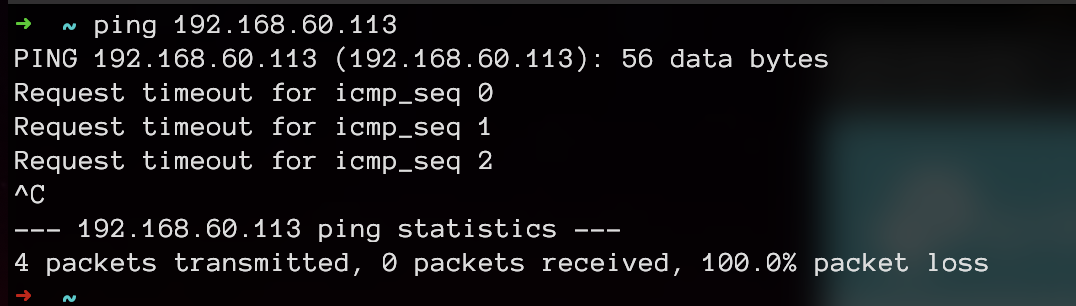 ➜  ~ ping 192.168.60.113
PING 192.168.60.113 (192.168.60.113): 56 data bytes
Request timeout for icmp_seq 0
Request timeout for icmp_seq 1
Request timeout for icmp_seq 2
^C
--- 192.168.60.113 ping statistics ---
4 packets transmitted, 0 packets received, 100.0% packet loss
➜  ~